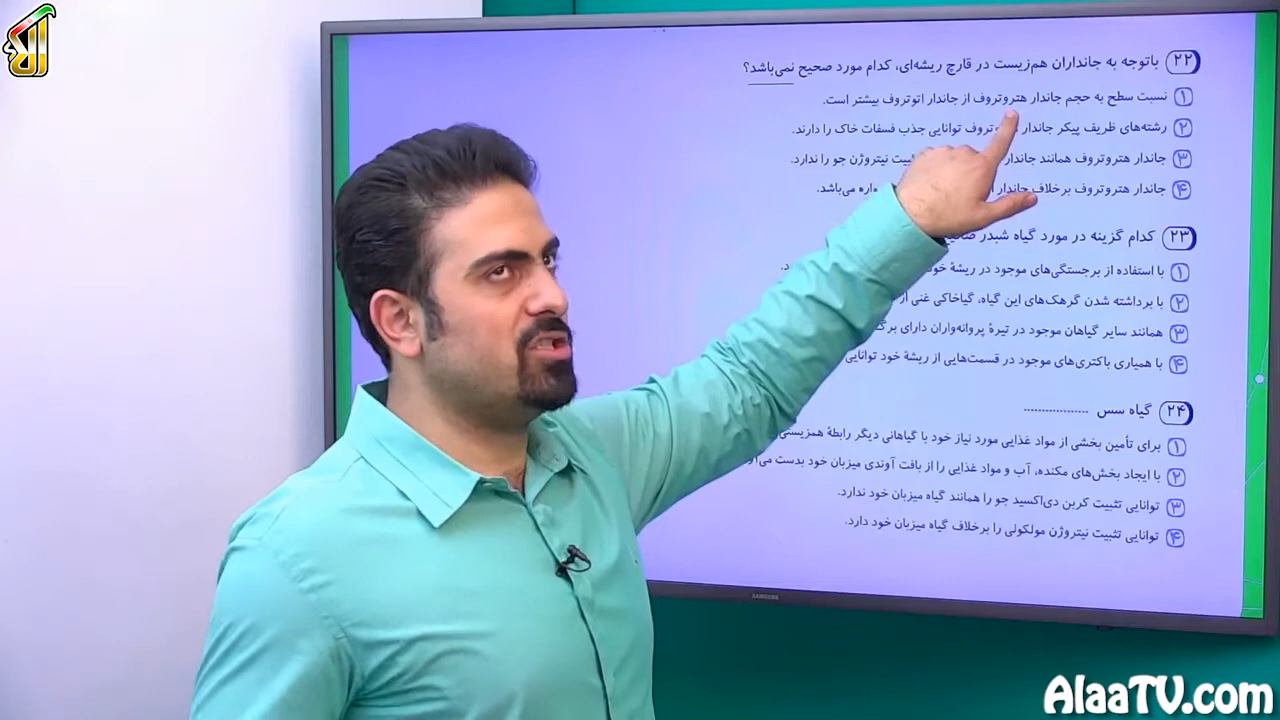 آلاء
۲۲ باتوجه به جانداران هم‌زیست در قارچ ریشه‌ای، کدام مورد صحیح نمی‌باشد؟
۱ نسبت سطح به حجم جاندار هتروتروف از جاندار اتوتروف بیشتر است.
۲ رشته‌های ظریف پیکر جاندار توانایی جذب فسفات خاک را دارند.
۳ جاندار هتروتروف همانند جاندار نیتروژن جو را ندارد.
۴ جاندار هتروتروف برخلاف جاندار می‌باشد.
۲۳ کدام گزینه در مورد گیاه شبدر
۱ با استفاده از برجستگی‌های موجود در ریشهٔ
۲ با برداشته شدن گرهک‌های این گیاه، گیاخاکی غنی
۳ همانند سایر گیاهان موجود در تیرهٔ پروانه‌واران دارای
۴ با همیاری باکتری‌های موجود در قسمت‌هایی از ریشهٔ خود توانایی
۲۴ گیاه سس ..................
۱ برای تأمین بخشی از مواد غذایی مورد نیاز خود با گیاهانی دیگر رابطهٔ همزیستی
۲ با ایجاد بخش‌های مکنده، آب و مواد غذایی را از بافت آوندی میزبان خود بدست
۳ توانایی تثبیت کربن دی‌اکسید جو را همانند گیاه میزبان خود ندارد.
۴ توانایی تثبیت نیتروژن مولکولی را برخلاف گیاه میزبان خود دارد.
SAMSUNG
AlaaTV.com